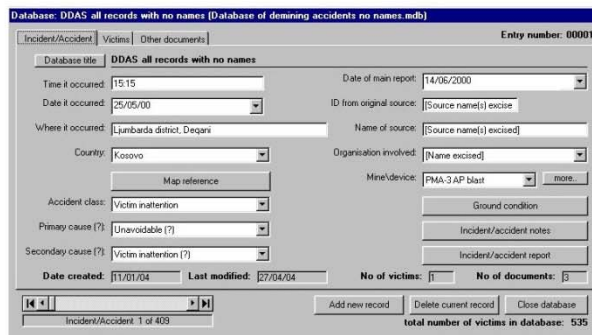 Database: DDAS all records with no names (Database of demining accidents no names.mdb)
Incident/Accident Victims Other documents Entry number: 00001
Database title DDAS all records with no names
Time it occurred: 15:15 Date of main report: 14/06/2000
Date it occurred: 25/05/00 ID from original source: [Source name(s) excise
Where it occurred: Ljumbarda district, Deqani Name of source: [Source name(s) excised]
Country: Kosovo Organisation involved: [Name excised]
Map reference Mine\device: PMA-3 AP blast more..
Accident class: Victim inattention Ground condition
Primary cause (?): Unavoidable (?) Incident/accident notes
Secondary cause (?): Victim inattention (?) Incident/accident report
Date created: 11/01/04 Last modified: 27/04/04 No of victims: 1 No of documents: 3
Incident/Accident 1 of 409 Add new record Delete current record Close database
total number of victims in database: 535